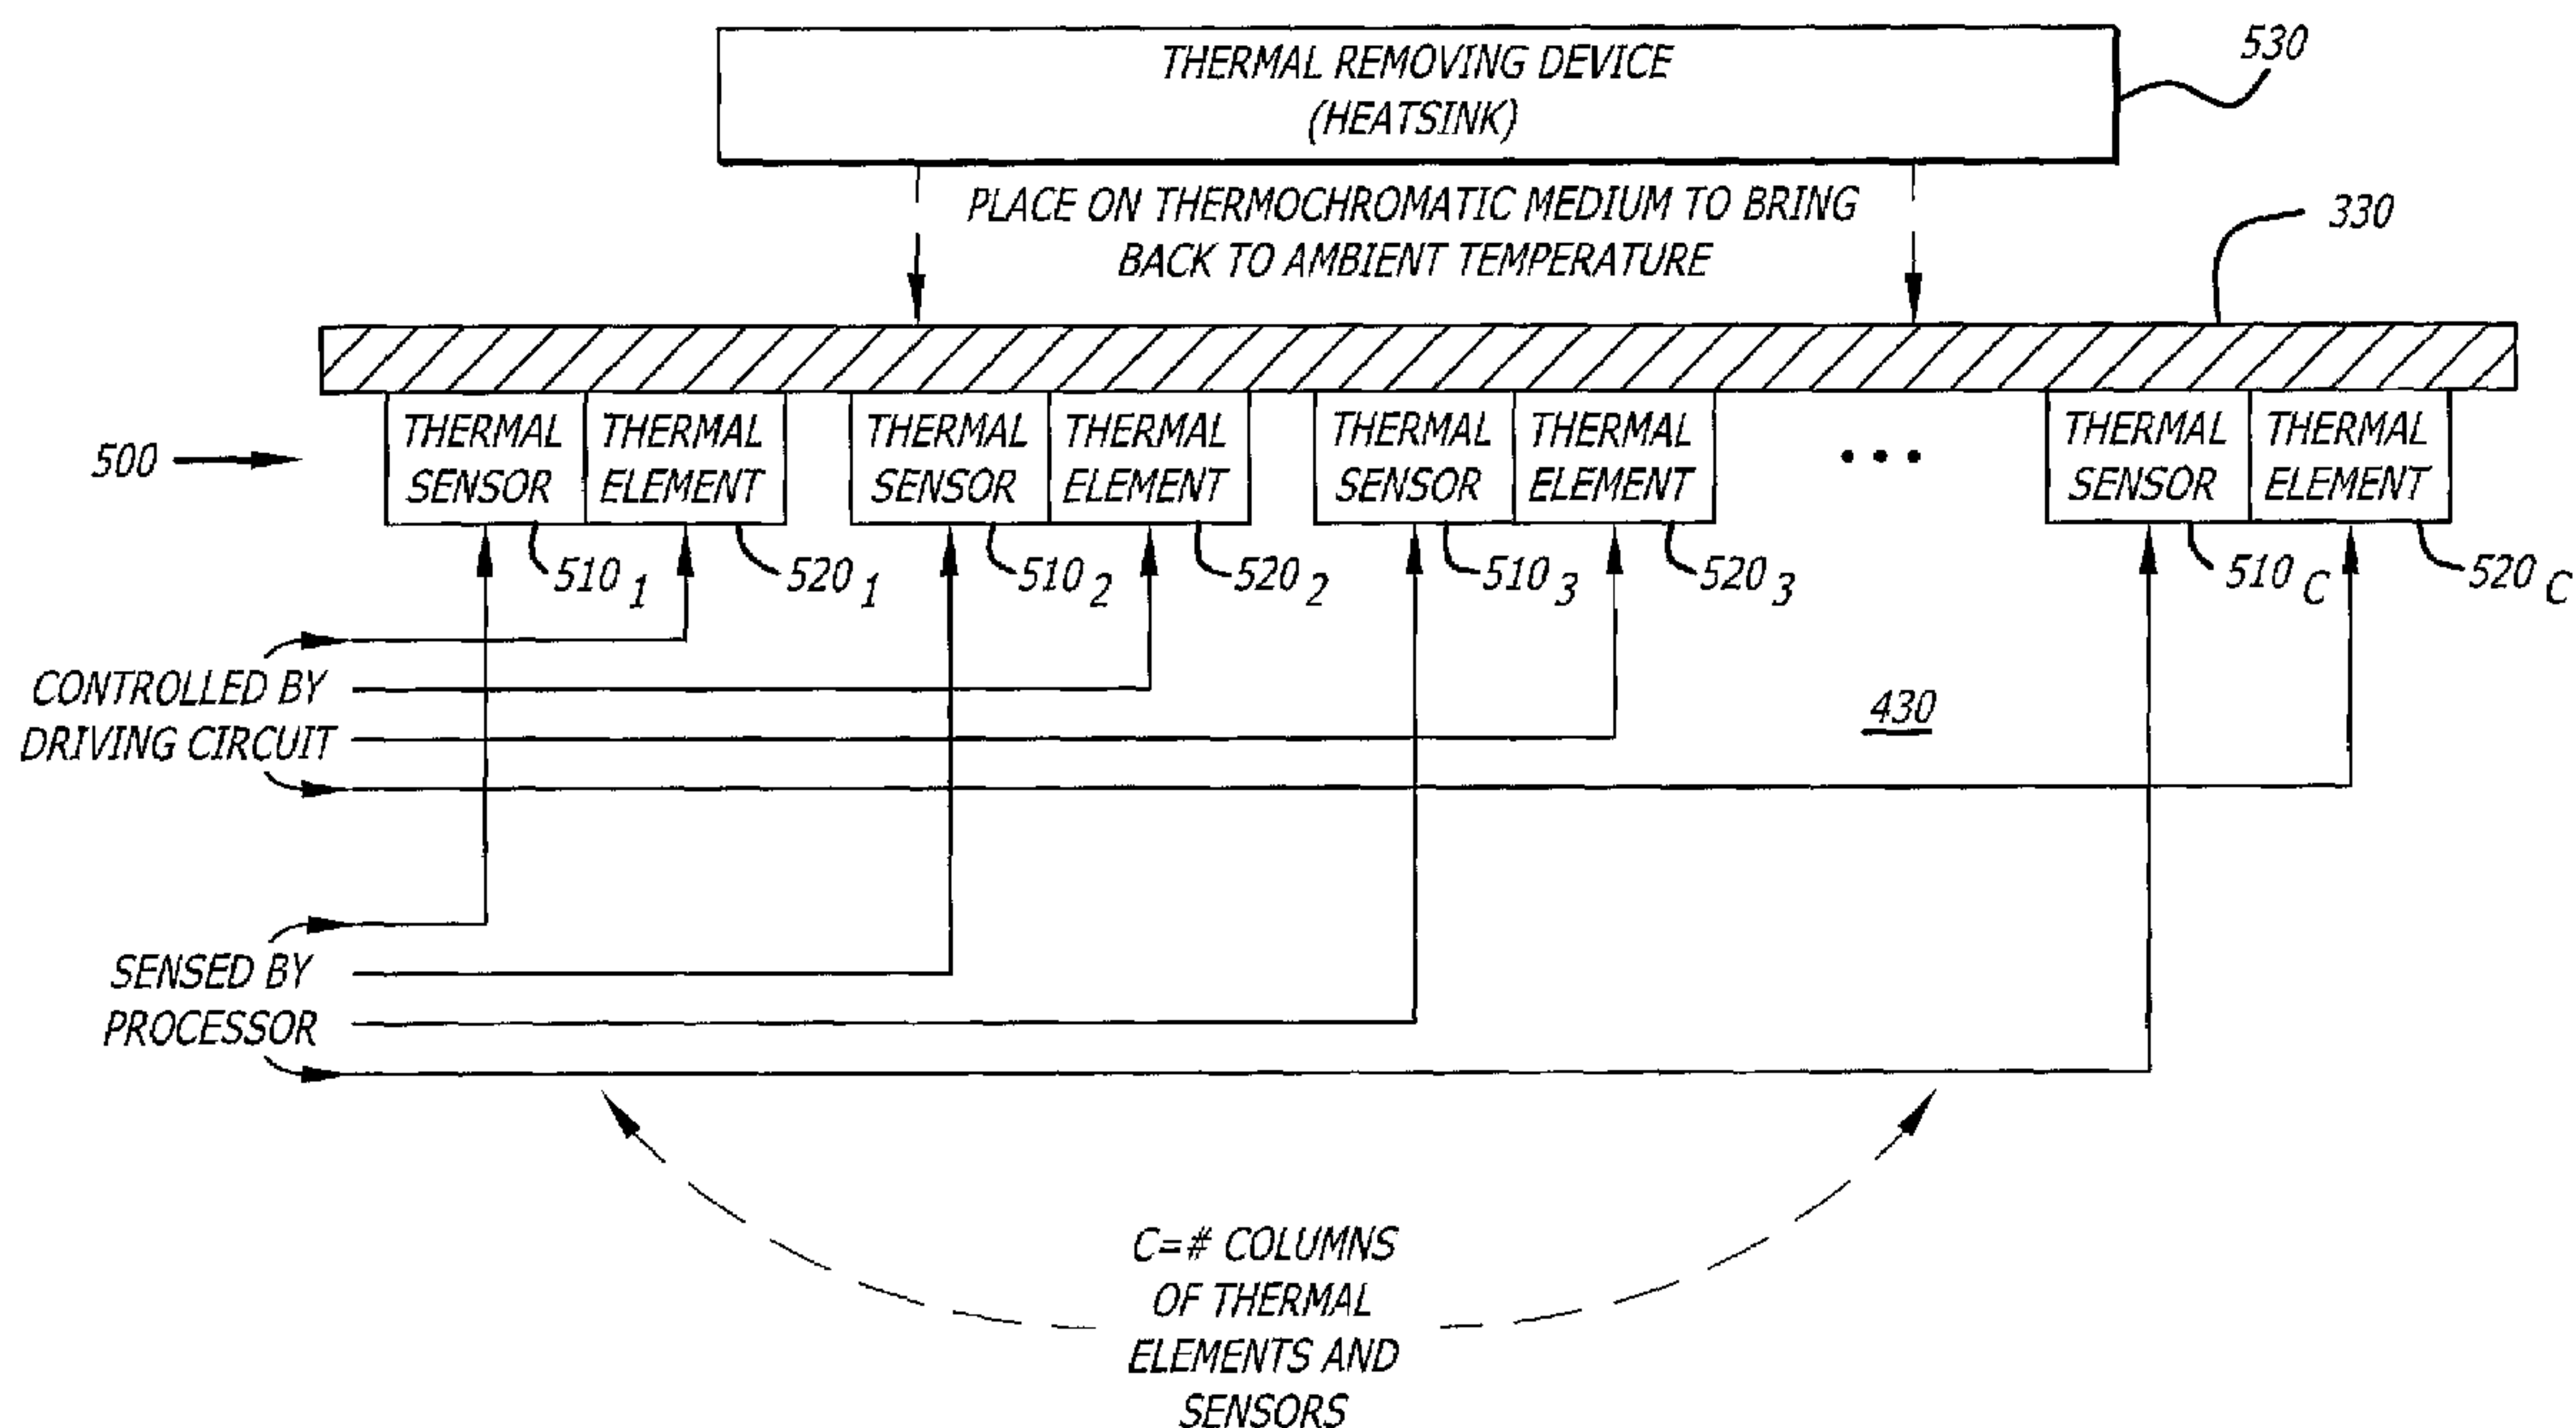 THERMAL REMOVING DEVICE
(HEATSINK)
530
PLACE ON THERMOCHROMATIC MEDIUM TO BRING
BACK TO AMBIENT TEMPERATURE
330
500
THERMAL
SENSOR
THERMAL
ELEMENT
THERMAL
SENSOR
THERMAL
ELEMENT
THERMAL
SENSOR
THERMAL
ELEMENT
• • •
THERMAL
SENSOR
THERMAL
ELEMENT
510 1
520 1
510 2
520 2
510 3
520 3
510 C
520 C
CONTROLLED BY
DRIVING CIRCUIT
430
SENSED BY
PROCESSOR
C=# COLUMNS
OF THERMAL
ELEMENTS AND
SENSORS